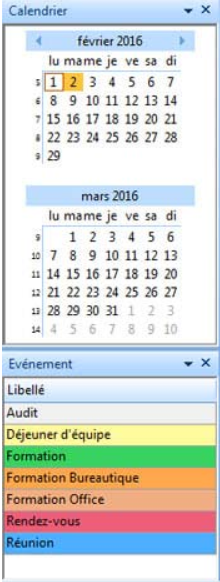 Calendrier
février 2016
lu ma me je ve sa di
5 1 2 3 4 5 6 7
6 8 9 10 11 12 13 14
7 15 16 17 18 19 20 21
8 22 23 24 25 26 27 28
9 29
mars 2016
lu ma me je ve sa di
9 1 2 3 4 5 6
10 7 8 9 10 11 12 13
11 14 15 16 17 18 19 20
12 21 22 23 24 25 26 27
13 28 29 30 31 1 2 3
14 4 5 6 7 8 9 10
Evénement
Libellé
Audit
Déjeuner d'équipe
Formation
Formation Bureautique
Formation Office
Rendez-vous
Réunion